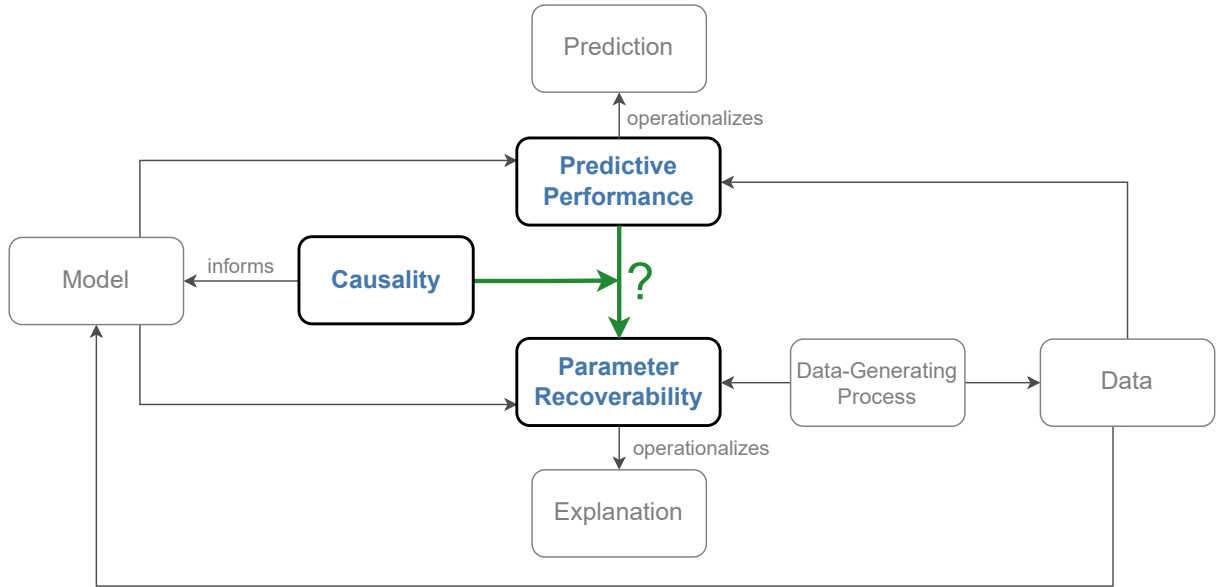 Prediction
operationalizes
Predictive
Performance
Model
informs
Causality
?
Parameter
Recoverability
Data-Generating
Process
Data
operationalizes
Explanation